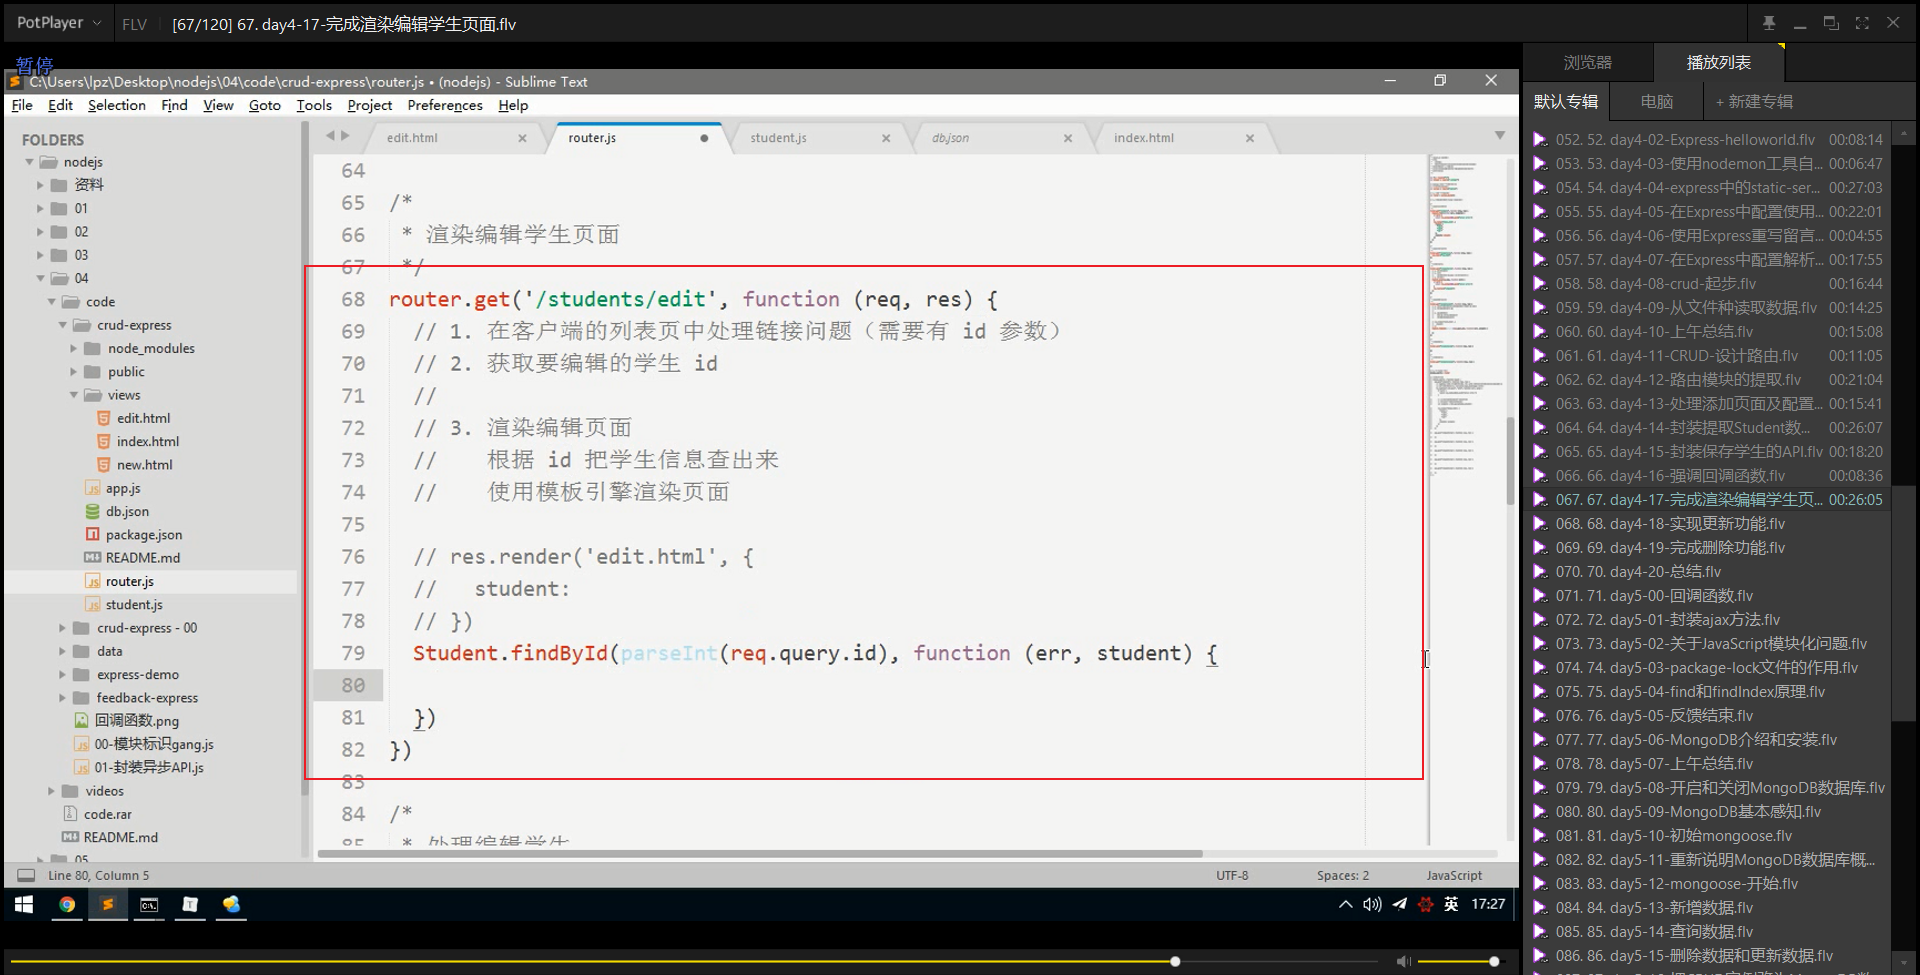 PotPlayer
FLV
[67/120] 67. day4-17-完成渲染编辑学生页面.flv
暂停
C:\Users\lpz\Desktop\nodejs\04\code\crud-express\router.js • (nodejs) - Sublime Text
File Edit Selection Find View Goto Tools Project Preferences Help
FOLDERS
nodejs
资料
01
02
03
04
code
crud-express
node_modules
public
views
edit.html
index.html
new.html
app.js
db.json
package.json
README.md
router.js
student.js
crud-express - 00
data
express-demo
feedback-express
回调函数.png
00-模块标识gang.js
01-封装异步API.js
videos
code.rar
README.md
05
edit.html
router.js
student.js
db.json
index.html
64
65 /*
66  * 渲染编辑学生页面
67  */
68 router.get('/students/edit', function (req, res) {
69   // 1. 在客户端的列表页中处理链接问题（需要有 id 参数）
70   // 2. 获取要编辑的学生 id
71   //
72   // 3. 渲染编辑页面
73   //    根据 id 把学生信息查出来
74   //    使用模板引擎渲染页面
75
76   // res.render('edit.html', {
77   //   student:
78   // })
79   Student.findById(parseInt(req.query.id), function (err, student) {
80
81   })
82 })
83
84 /*
85  * 处理编辑学生
Line 80, Column 5
UTF-8
Spaces: 2
JavaScript
英
17:27
浏览器
播放列表
默认专辑
电脑
+ 新建专辑
052. 52. day4-02-Express-helloworld.flv 00:08:14
053. 53. day4-03-使用nodemon工具自... 00:06:47
054. 54. day4-04-express中的static-ser... 00:27:03
055. 55. day4-05-在Express中配置使用... 00:22:01
056. 56. day4-06-使用Express重写留言... 00:04:55
057. 57. day4-07-在Express中配置解析... 00:17:55
058. 58. day4-08-crud-起步.flv 00:16:44
059. 59. day4-09-从文件种读取数据.flv 00:14:25
060. 60. day4-10-上午总结.flv 00:15:08
061. 61. day4-11-CRUD-设计路由.flv 00:11:05
062. 62. day4-12-路由模块的提取.flv 00:21:04
063. 63. day4-13-处理添加页面及配置... 00:15:41
064. 64. day4-14-封装提取Student数... 00:26:07
065. 65. day4-15-封装保存学生的API.flv 00:18:20
066. 66. day4-16-强调回调函数.flv 00:08:36
067. 67. day4-17-完成渲染编辑学生页... 00:26:05
068. 68. day4-18-实现更新功能.flv
069. 69. day4-19-完成删除功能.flv
070. 70. day4-20-总结.flv
071. 71. day5-00-回调函数.flv
072. 72. day5-01-封装ajax方法.flv
073. 73. day5-02-关于JavaScript模块化问题.flv
074. 74. day5-03-package-lock文件的作用.flv
075. 75. day5-04-find和findIndex原理.flv
076. 76. day5-05-反馈结束.flv
077. 77. day5-06-MongoDB介绍和安装.flv
078. 78. day5-07-上午总结.flv
079. 79. day5-08-开启和关闭MongoDB数据库.flv
080. 80. day5-09-MongoDB基本感知.flv
081. 81. day5-10-初始mongoose.flv
082. 82. day5-11-重新说明MongoDB数据库概...
083. 83. day5-12-mongoose-开始.flv
084. 84. day5-13-新增数据.flv
085. 85. day5-14-查询数据.flv
086. 86. day5-15-删除数据和更新数据.flv